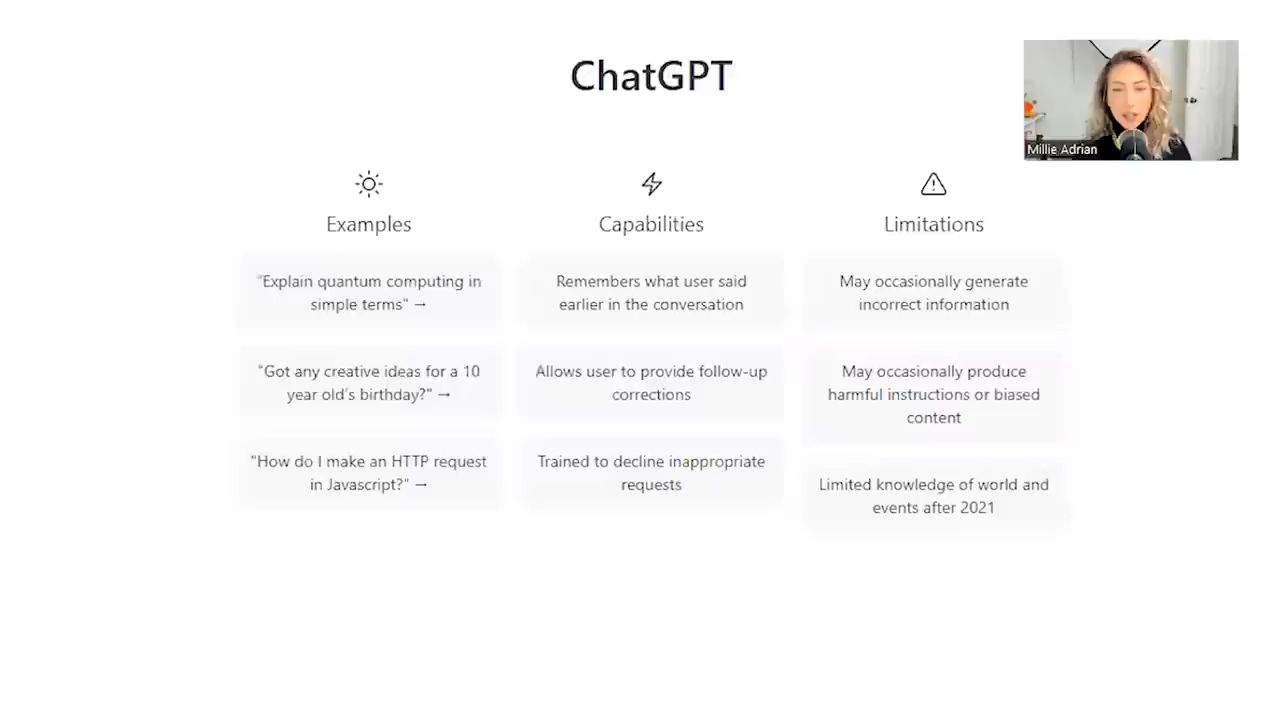 ChatGPT
Millie Adrian
Examples
"Explain quantum computing in
simple terms" →
"Got any creative ideas for a 10
year old's birthday?" →
"How do I make an HTTP request
in Javascript?" →
Capabilities
Remembers what user said
earlier in the conversation
Allows user to provide follow-up
corrections
Trained to decline inappropriate
requests
Limitations
May occasionally generate
incorrect information
May occasionally produce
harmful instructions or biased
content
Limited knowledge of world and
events after 2021